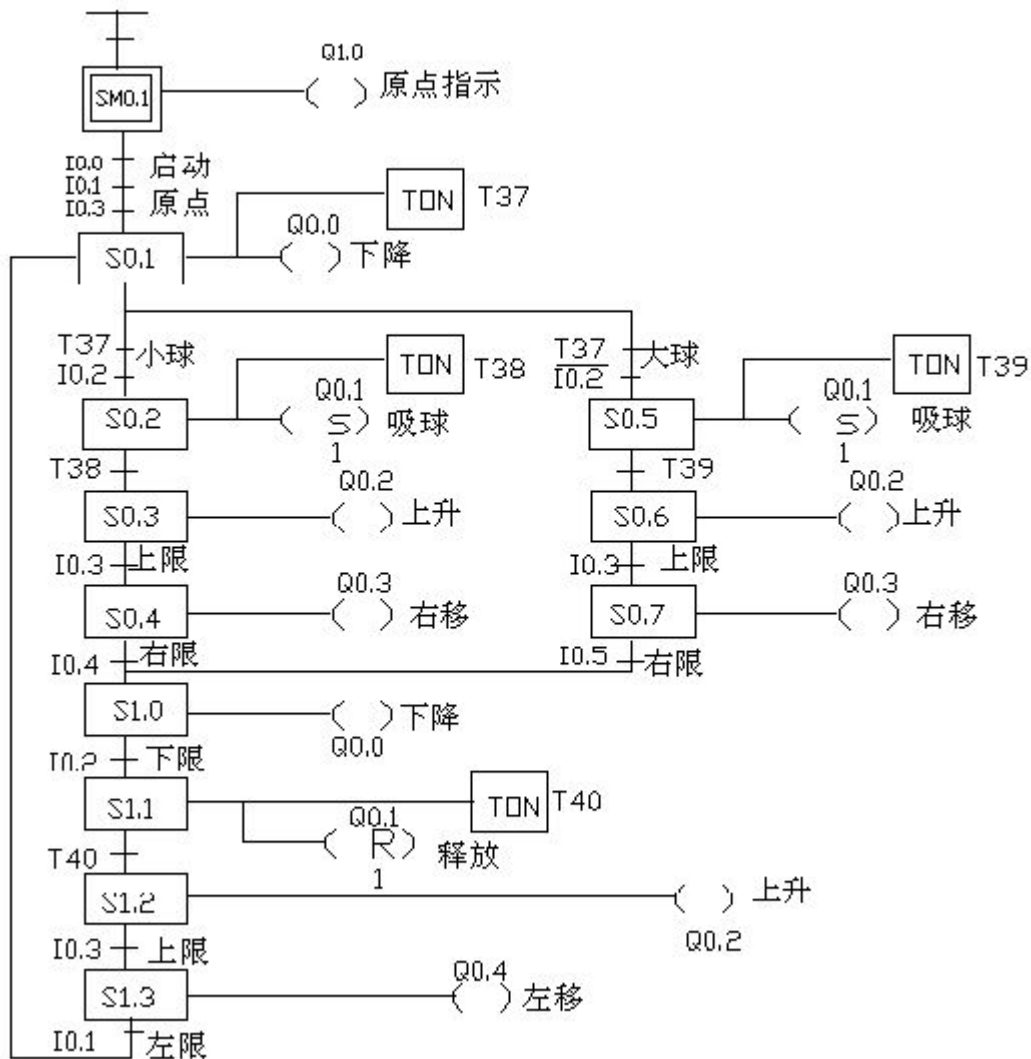 Q1.0
SM0.1
( ) 原点指示
I0.0 启动
I0.1
I0.3 原点
TON T37
Q0.0
S0.1 ( ) 下降
T37 小球
I0.2
TON T38
T37 大球
I0.2
TON T39
Q0.1
S0.2 ( S ) 吸球
1
Q0.1
S0.5 ( S ) 吸球
1
T38
T39
Q0.2
S0.3 ( ) 上升
Q0.2
S0.6 ( ) 上升
I0.3 上限
I0.3 上限
Q0.3
S0.4 ( ) 右移
Q0.3
S0.7 ( ) 右移
I0.4 右限
I0.5 右限
S1.0 ( ) 下降
Q0.0
I0.2 下限
S1.1 TON T40
Q0.1
( R ) 释放
1
T40
S1.2 ( ) 上升
Q0.2
I0.3 上限
Q0.4
S1.3 ( ) 左移
I0.1 左限